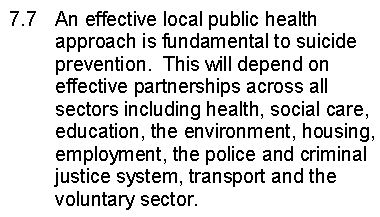 7.7 An effective local public health
approach is fundamental to suicide
prevention. This will depend on
effective partnerships across all
sectors including health, social care,
education, the environment, housing,
employment, the police and criminal
justice system, transport and the
voluntary sector.